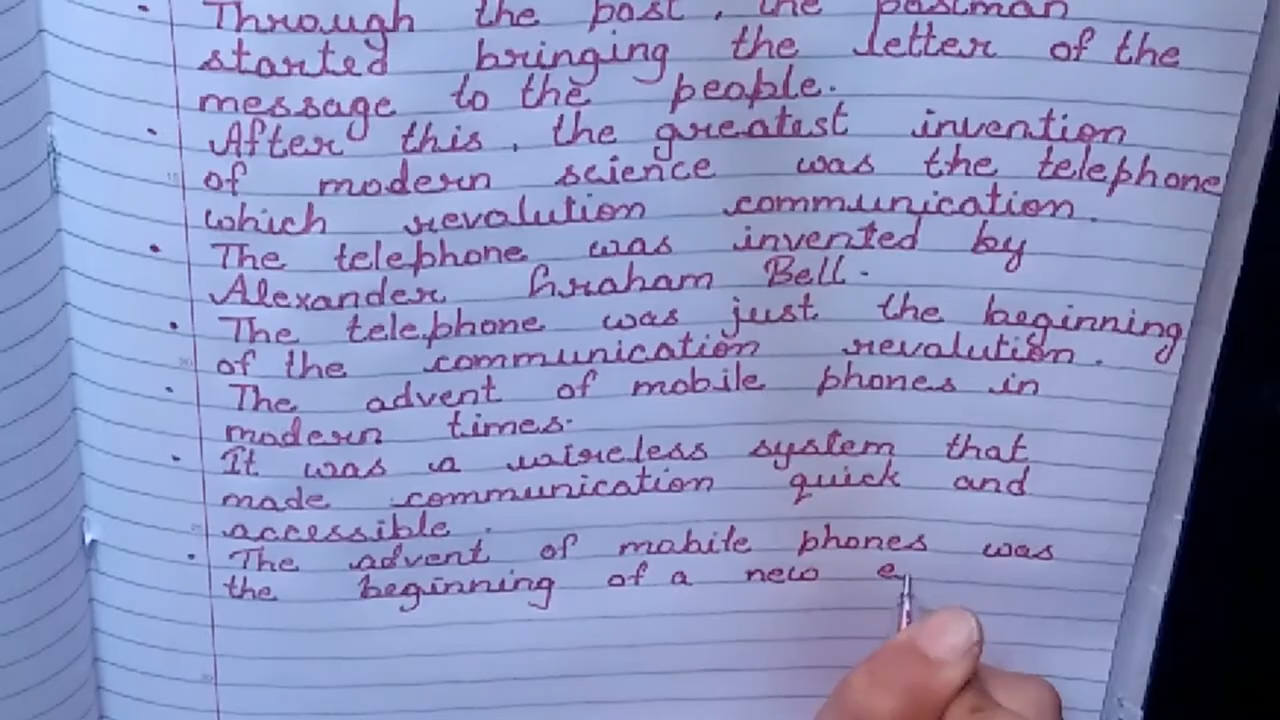 Through the post, the postman
started bringing the letter of the
message to the people.
After this, the greatest invention
of modern science was the telephone
which revolution communication.
The telephone was invented by
Alexander Graham Bell.
The telephone was just the beginning
of the communication revolution.
The advent of mobile phones in
modern times.
It was a wireless system that
made communication quick and
accessible.
The advent of mobile phones was
the beginning of a new e